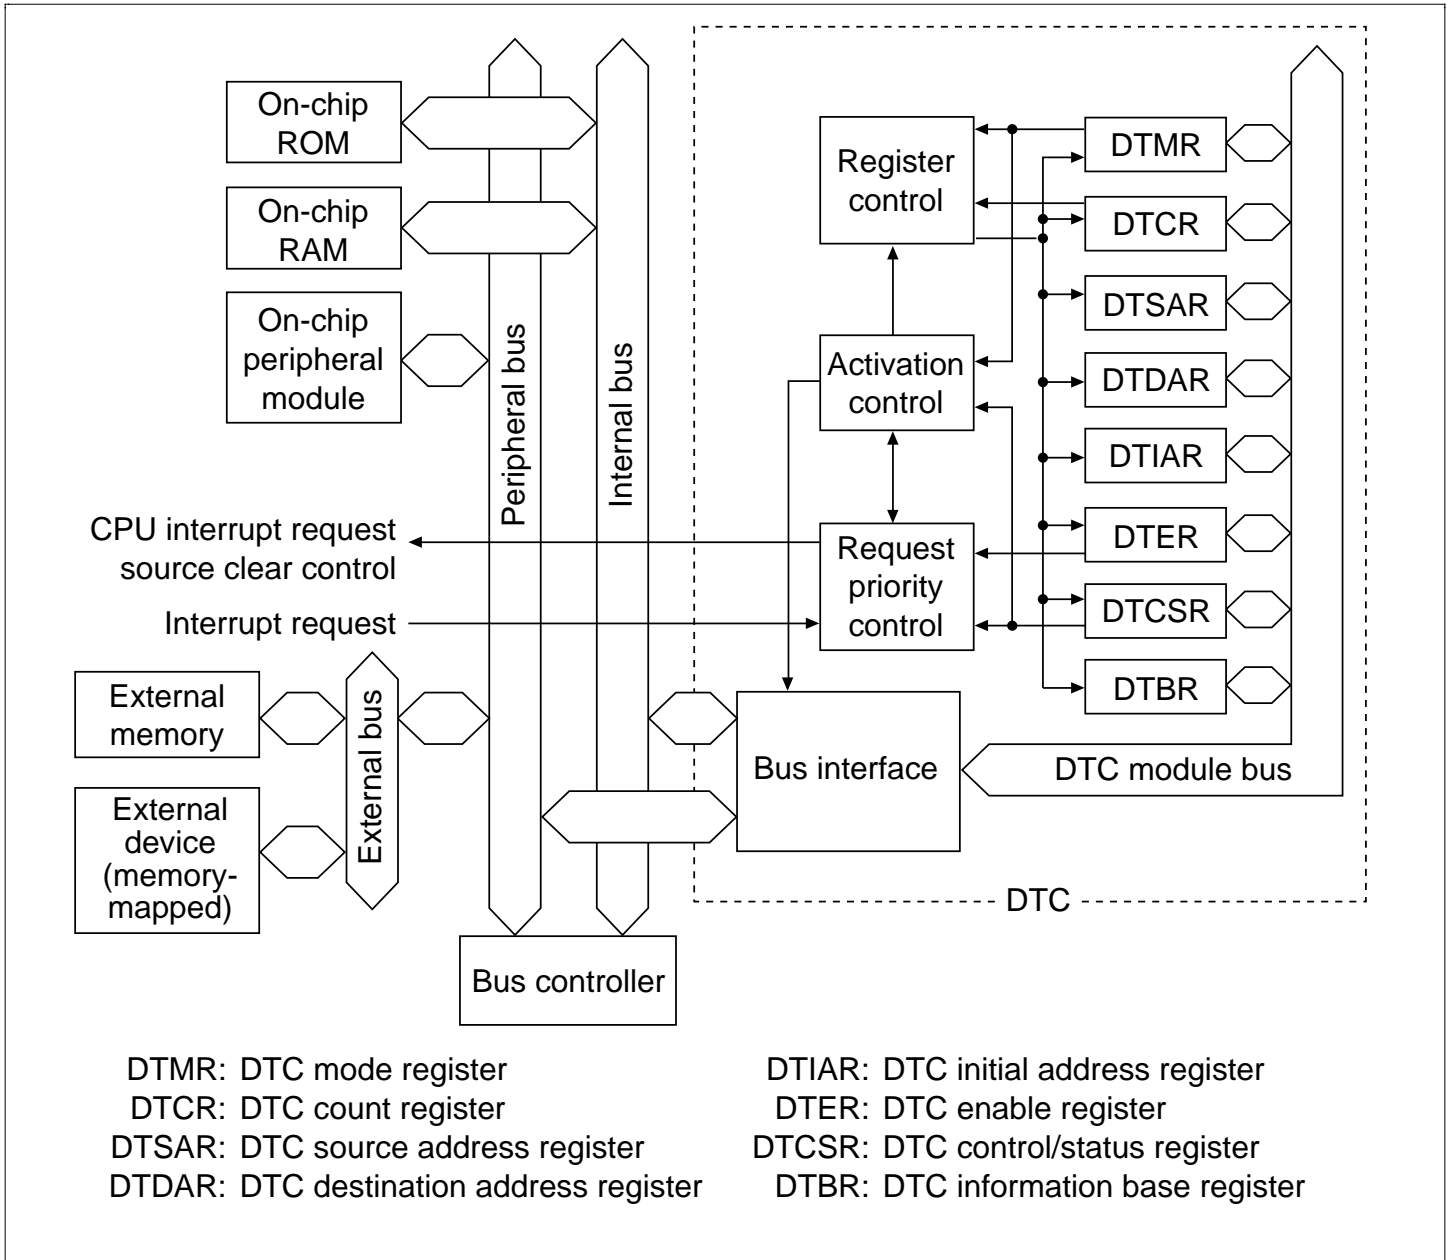 On-chip
ROM
On-chip
RAM
On-chip
peripheral
module
Peripheral bus
Internal bus
CPU interrupt request
source clear control
Interrupt request
External
memory
External
device
(memory-
mapped)
External bus
Bus controller
Register
control
Activation
control
Request
priority
control
Bus interface
DTMR
DTCR
DTSAR
DTDAR
DTIAR
DTER
DTCSR
DTBR
DTC module bus
DTC
DTMR: DTC mode register
DTCR: DTC count register
DTSAR: DTC source address register
DTDAR: DTC destination address register
DTIAR: DTC initial address register
DTER: DTC enable register
DTCSR: DTC control/status register
DTBR: DTC information base register